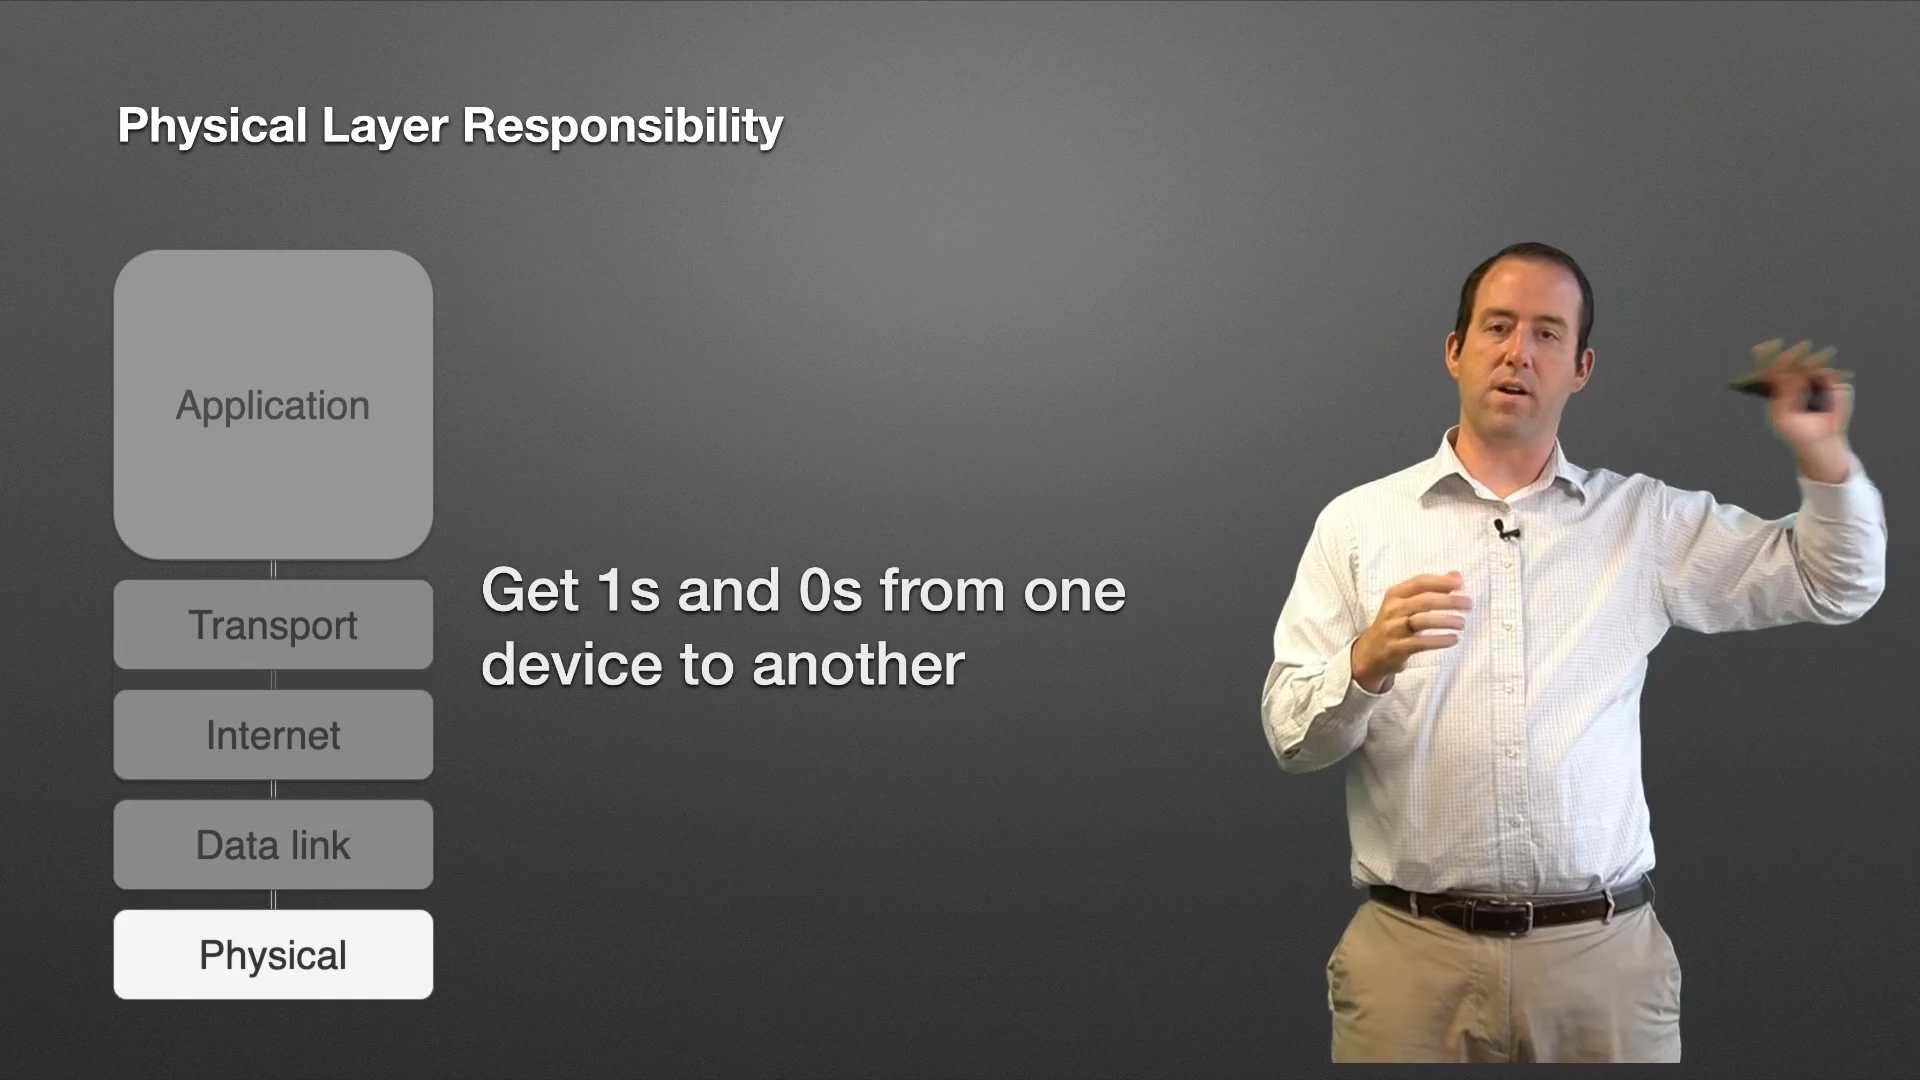 Physical Layer Responsibility
Application
Transport
Internet
Data link
Physical
Get 1s and 0s from one
device to another